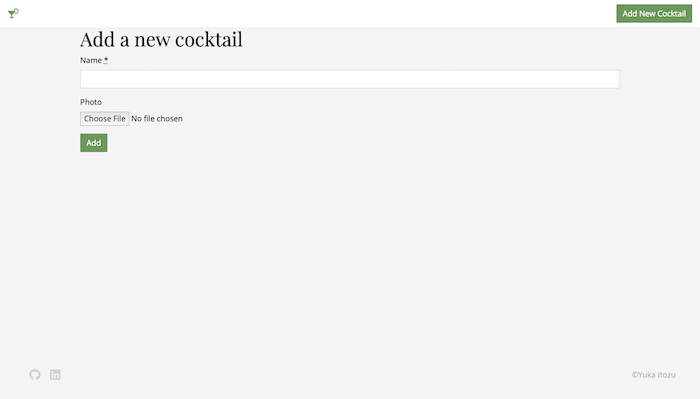 Add New Cocktail
Add a new cocktail
Name *
Photo
Choose File No file chosen
Add
©Yuka Itozu